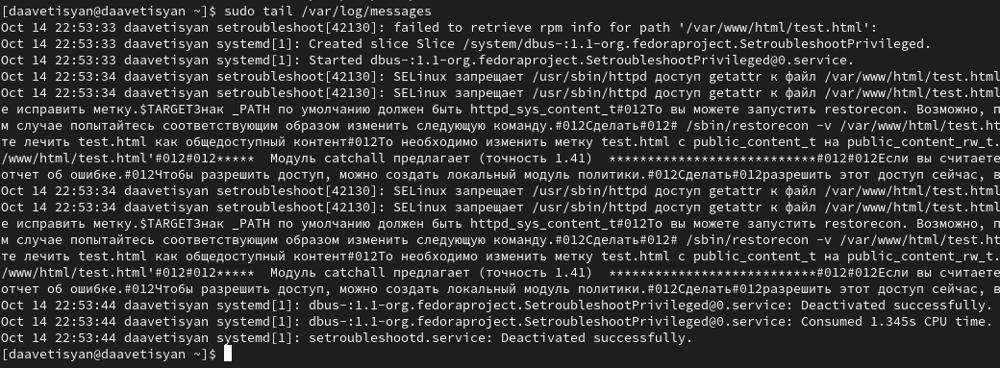 [daavetisyan@daavetisyan ~]$ sudo tail /var/log/messages
Oct 14 22:53:33 daavetisyan setroubleshoot[42130]: failed to retrieve rpm info for path '/var/www/html/test.html':
Oct 14 22:53:33 daavetisyan systemd[1]: Created slice Slice /system/dbus-:1.1-org.fedoraproject.SetroubleshootPrivileged.
Oct 14 22:53:33 daavetisyan systemd[1]: Started dbus-:1.1-org.fedoraproject.SetroubleshootPrivileged@0.service.
Oct 14 22:53:34 daavetisyan setroubleshoot[42130]: SELinux запрещает /usr/sbin/httpd доступ getattr к файл /var/www/html/test.html
Oct 14 22:53:34 daavetisyan setroubleshoot[42130]: SELinux запрещает /usr/sbin/httpd доступ getattr к файл /var/www/html/test.html
е исправить метку.$TARGETЗнак _PATH по умолчанию должен быть httpd_sys_content_t#012То вы можете запустить restorecon. Возможно, п
м случае попытайтесь соответствующим образом изменить следующую команду.#012Сделать#012# /sbin/restorecon -v /var/www/html/test.ht
те лечить test.html как общедоступный контент#012То необходимо изменить метку test.html с public_content_t на public_content_rw_t.
/www/html/test.html'#012#012*****  Модуль catchall предлагает (точность 1.41)  **************************#012#012Если вы считаете
отчет об ошибке.#012Чтобы разрешить доступ, можно создать локальный модуль политики.#012Сделать#012разрешить этот доступ сейчас, в
Oct 14 22:53:34 daavetisyan setroubleshoot[42130]: SELinux запрещает /usr/sbin/httpd доступ getattr к файл /var/www/html/test.html
Oct 14 22:53:34 daavetisyan setroubleshoot[42130]: SELinux запрещает /usr/sbin/httpd доступ getattr к файл /var/www/html/test.html
е исправить метку.$TARGETЗнак _PATH по умолчанию должен быть httpd_sys_content_t#012То вы можете запустить restorecon. Возможно, п
м случае попытайтесь соответствующим образом изменить следующую команду.#012Сделать#012# /sbin/restorecon -v /var/www/html/test.ht
те лечить test.html как общедоступный контент#012То необходимо изменить метку test.html с public_content_t на public_content_rw_t.
/www/html/test.html'#012#012*****  Модуль catchall предлагает (точность 1.41)  **************************#012#012Если вы считаете
отчет об ошибке.#012Чтобы разрешить доступ, можно создать локальный модуль политики.#012Сделать#012разрешить этот доступ сейчас, в
Oct 14 22:53:44 daavetisyan systemd[1]: dbus-:1.1-org.fedoraproject.SetroubleshootPrivileged@0.service: Deactivated successfully.
Oct 14 22:53:44 daavetisyan systemd[1]: dbus-:1.1-org.fedoraproject.SetroubleshootPrivileged@0.service: Consumed 1.345s CPU time.
Oct 14 22:53:44 daavetisyan systemd[1]: setroubleshootd.service: Deactivated successfully.
[daavetisyan@daavetisyan ~]$